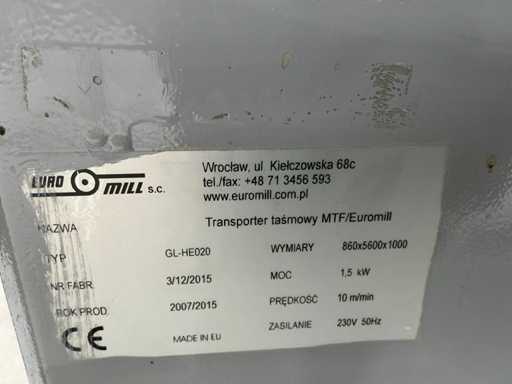 EURO MILL s.c.
Wrocław, ul Kiełczowska 68c
tel./fax: +48 71 3456 593
www.euromill.com.pl
NAZWA Transporter taśmowy MTF/Euromill
TYP GL-HE020 WYMIARY 860x5600x1000
NR FABR. 3/12/2015 MOC 1,5 kW
ROK PROD. 2007/2015 PRĘDKOŚĆ 10 m/min
CE MADE IN EU ZASILANIE 230V 50Hz